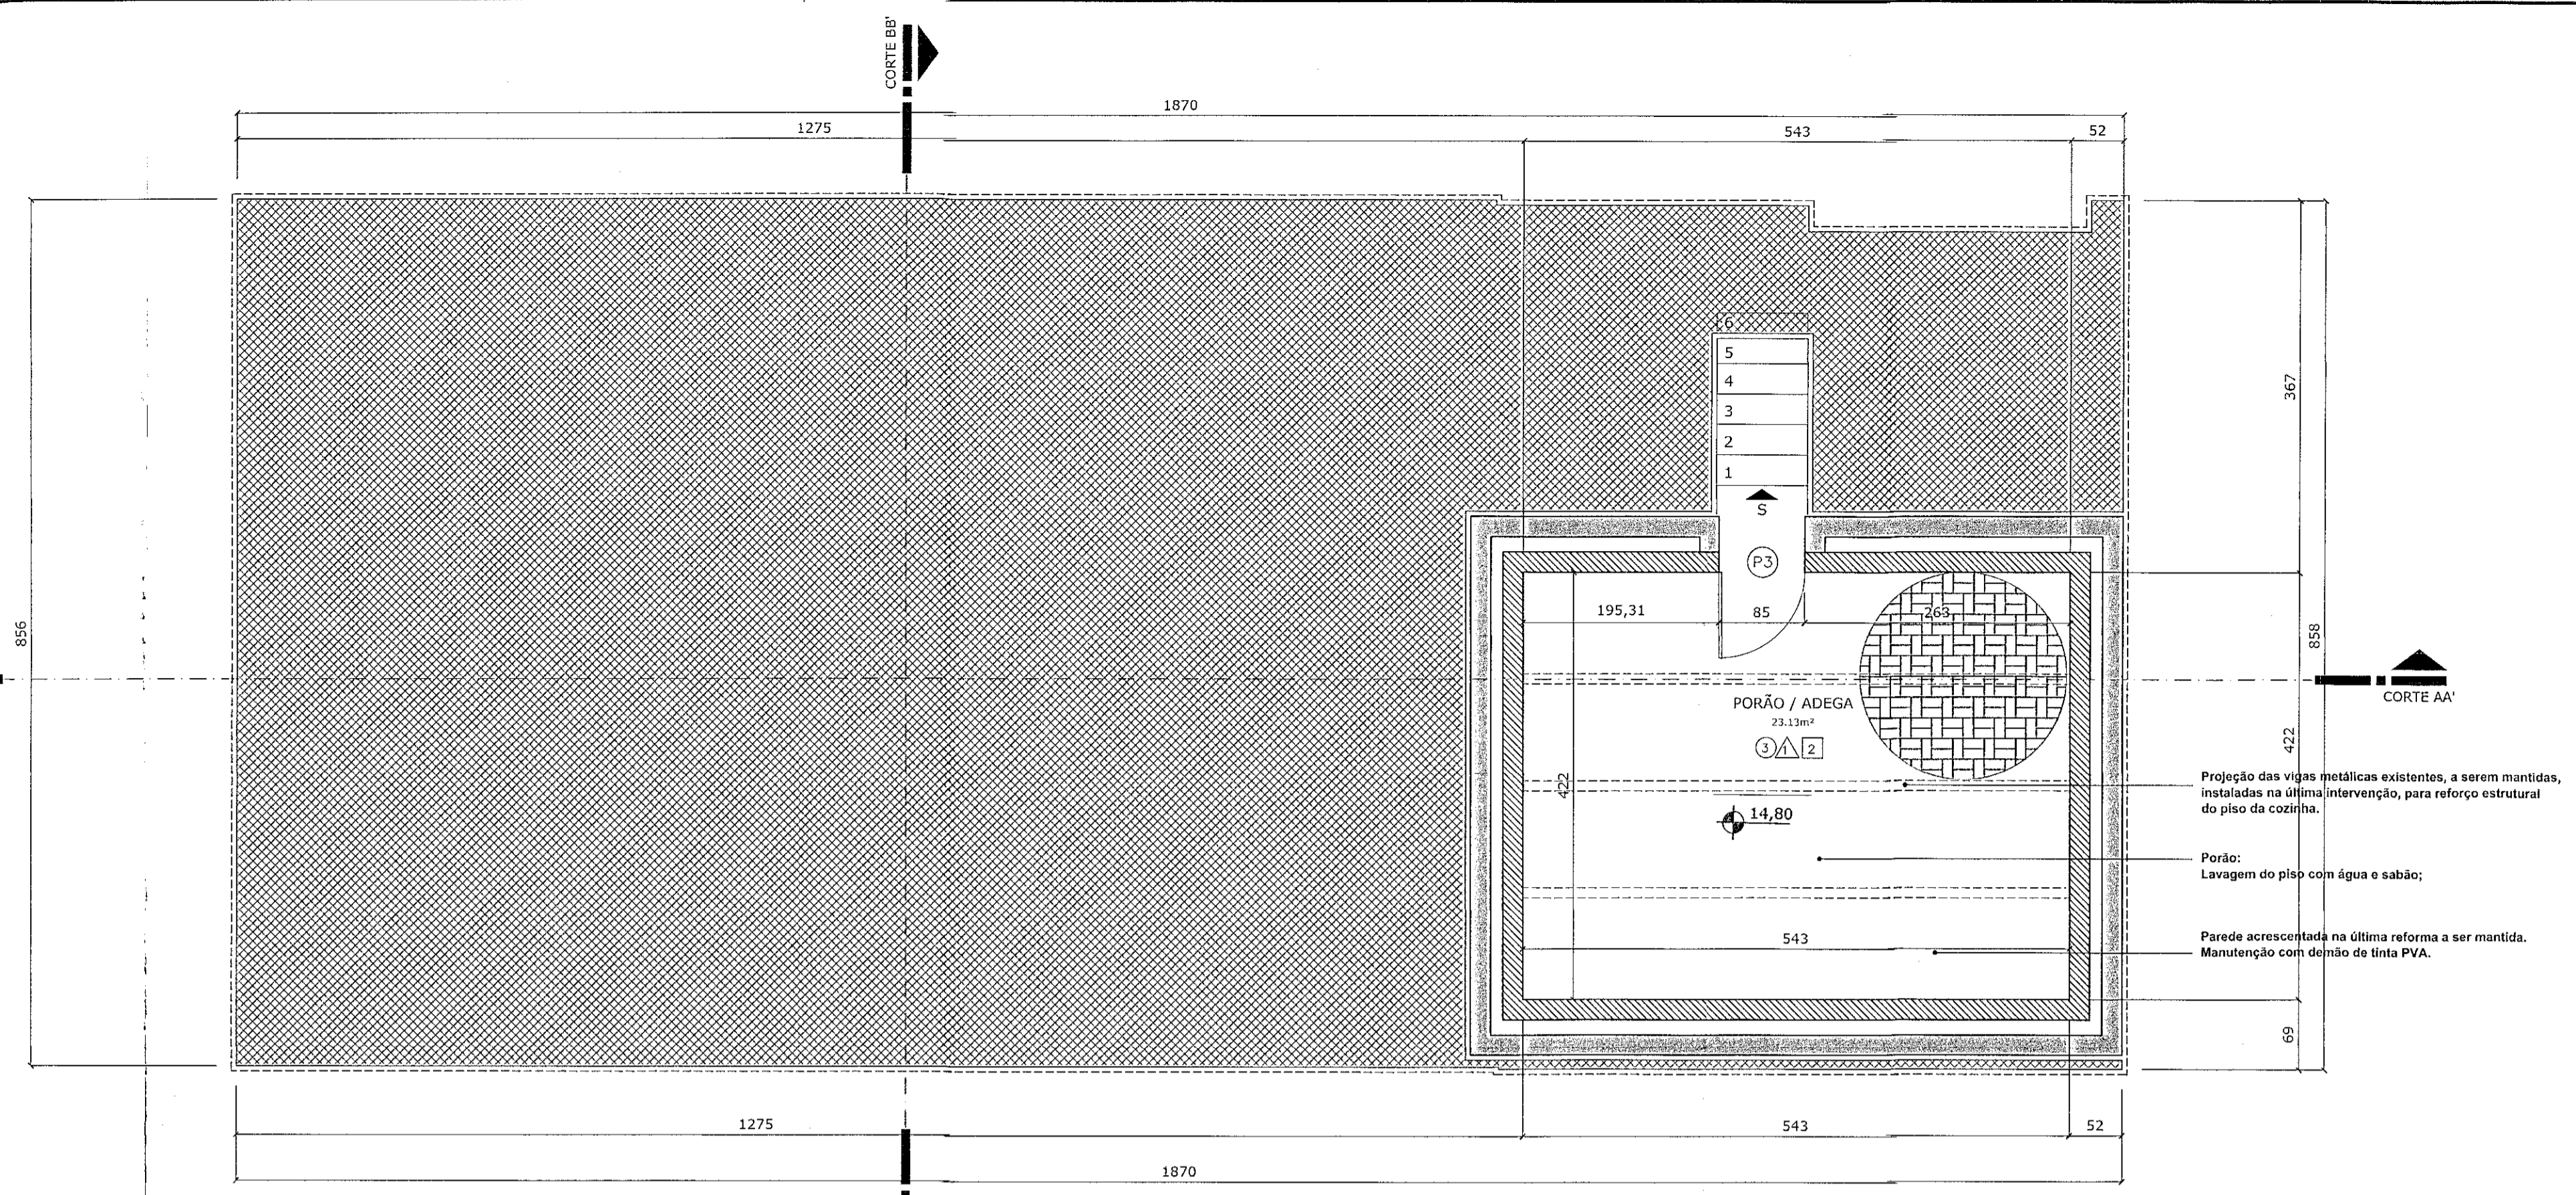 CORTE BB'
1870
1275
543
52
856
367
858
422
69
6
5
4
3
2
1
S
P3
195,31
85
263
PORÃO / ADEGA
23.13m²
3
1
2
CORTE AA'
422
14,80
543
Projeção das vigas metálicas existentes, a serem mantidas,
instaladas na última intervenção, para reforço estrutural
do piso da cozinha.
Porão:
Lavagem do piso com água e sabão;
Parede acrescentada na última reforma a ser mantida.
Manutenção com demão de tinta PVA.
1275
543
52
1870